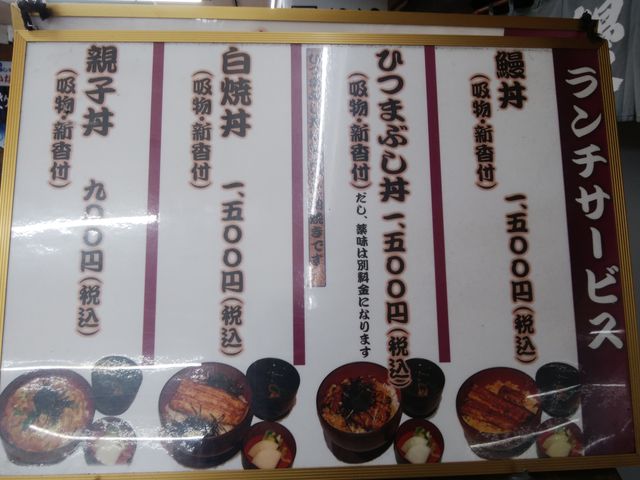 ランチサービス
鰻丼
(吸物・新香付)
一、五〇〇円(税込)
ひつまぶし丼 一、五〇〇円(税込)
(吸物・新香付)
だし、薬味は別料金になります
白焼丼
(吸物・新香付)
一、五〇〇円(税込)
親子丼
(吸物・新香付)
九〇〇円(税込)